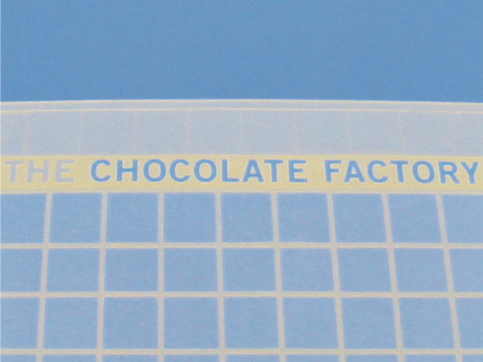 THE CHOCOLATE FACTORY